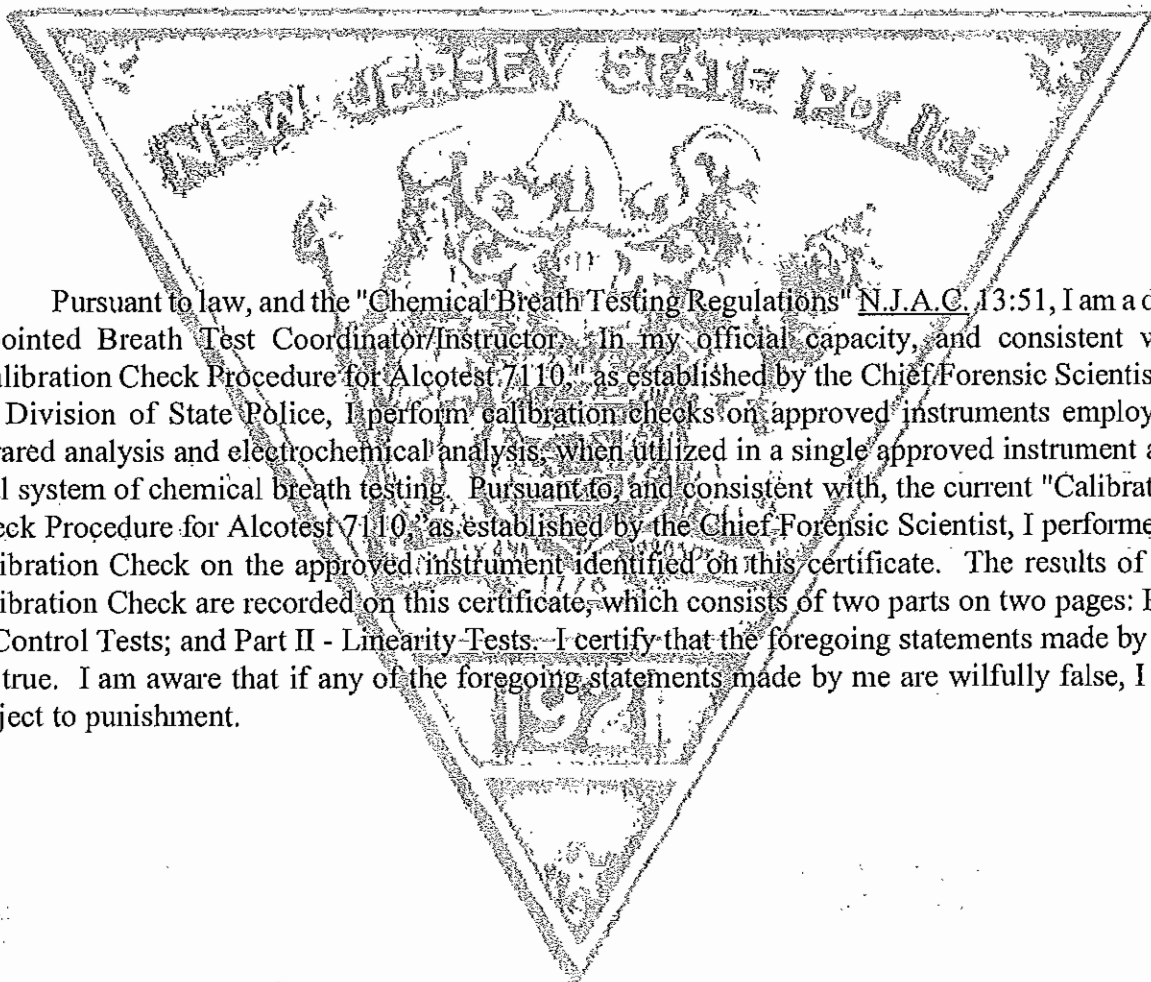 NEW JERSEY STATE POLICE
Pursuant to law, and the "Chemical Breath Testing Regulations" N.J.A.C. 13:51, I am a d
ointed Breath Test Coordinator/Instructor. In my official capacity, and consistent w
alibration Check Procedure for Alcotest 7110," as established by the Chief Forensic Scientis
Division of State Police, I perform calibration checks on approved instruments employ
rared analysis and electrochemical analysis, when utilized in a single approved instrument a
l system of chemical breath testing. Pursuant to, and consistent with, the current "Calibrat
eck Procedure for Alcotest 7110," as established by the Chief Forensic Scientist, I performe
libration Check on the approved instrument identified on this certificate. The results of
libration Check are recorded on this certificate, which consists of two parts on two pages: P
Control Tests; and Part II - Linearity Tests. I certify that the foregoing statements made by
true. I am aware that if any of the foregoing statements made by me are wilfully false, I
ject to punishment.
1921